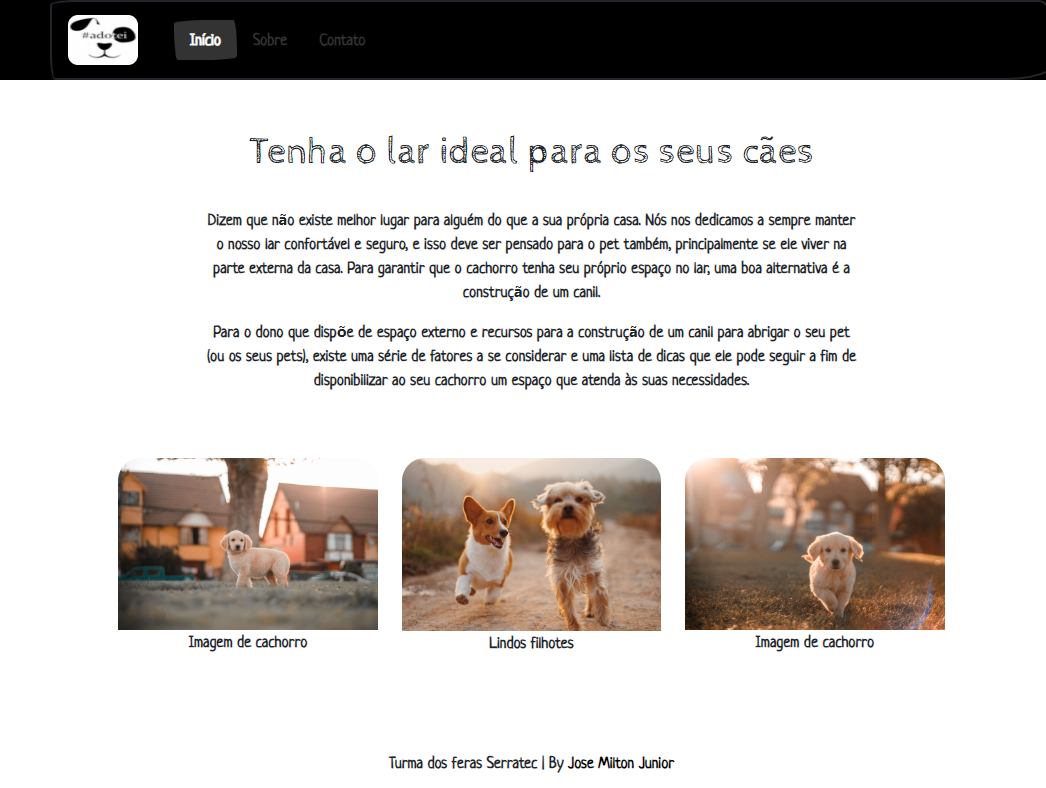 #adotei
Início Sobre Contato
Tenha o lar ideal para os seus cães
Dizem que não existe melhor lugar para alguém do que a sua própria casa. Nós nos dedicamos a sempre manter
o nosso lar confortável e seguro, e isso deve ser pensado para o pet também, principalmente se ele viver na
parte externa da casa. Para garantir que o cachorro tenha seu próprio espaço no lar, uma boa alternativa é a
construção de um canil.
Para o dono que dispõe de espaço externo e recursos para a construção de um canil para abrigar o seu pet
(ou os seus pets), existe uma série de fatores a se considerar e uma lista de dicas que ele pode seguir a fim de
disponibilizar ao seu cachorro um espaço que atenda às suas necessidades.
Imagem de cachorro
Lindos filhotes
Imagem de cachorro
Turma dos feras Serratec | By Jose Milton Junior